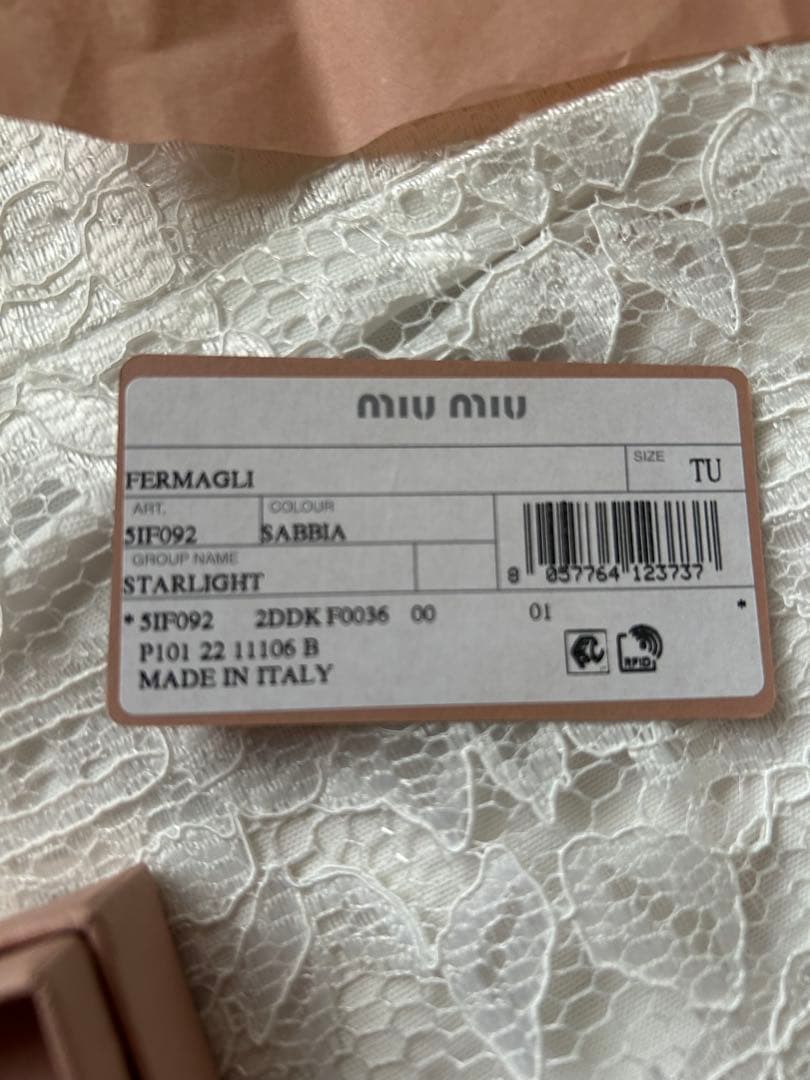 MIU MIU
FERMAGLI
SIZE TU
ART. COLOUR
5IF092 SABBIA
GROUP NAME
STARLIGHT
8 057764 123737
* 5IF092 2DDK F0036 00 01 *
P101 22 11106 B
MADE IN ITALY
RFID